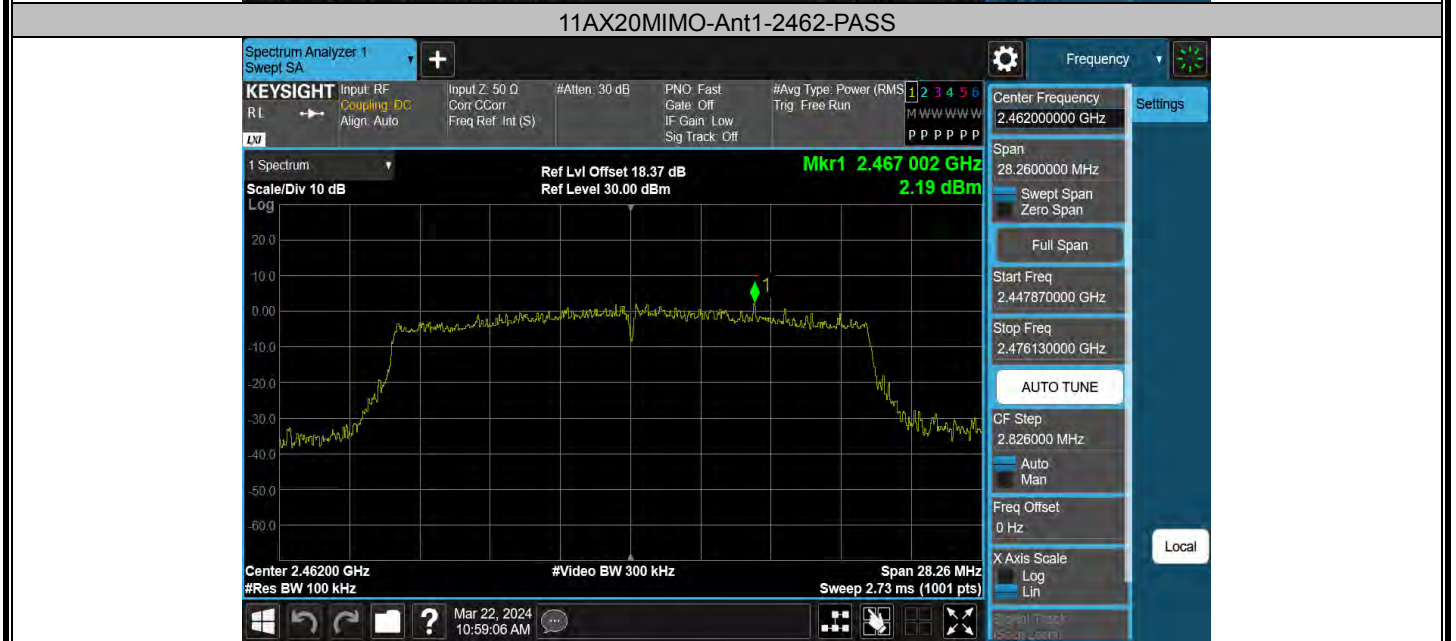 11AX20MIMO-Ant1-2462-PASS
Spectrum Analyzer 1
Swept SA
Frequency
KEYSIGHT
R L
LXI
Input: RF
Coupling: DC
Align: Auto
Input Z: 50 Ω
Corr CCorr
Freq Ref: Int (S)
#Atten: 30 dB
PNO: Fast
Gate: Off
IF Gain: Low
Sig Track: Off
#Avg Type: Power (RMS
Trig: Free Run
1 2 3 4 5 6
M W W W W W
P P P P P P
Center Frequency
2.462000000 GHz
Settings
Span
28.2600000 MHz
Swept Span
Zero Span
Full Span
Start Freq
2.447870000 GHz
Stop Freq
2.476130000 GHz
AUTO TUNE
CF Step
2.826000 MHz
Auto
Man
Freq Offset
0 Hz
X Axis Scale
Log
Lin
Local
1 Spectrum
Scale/Div 10 dB
Log
Ref Lvl Offset 18.37 dB
Ref Level 30.00 dBm
Mkr1 2.467 002 GHz
2.19 dBm
20.0
10.0
0.00
-10.0
-20.0
-30.0
-40.0
-50.0
-60.0
1
Center 2.46200 GHz
#Video BW 300 kHz
Span 28.26 MHz
#Res BW 100 kHz
Sweep 2.73 ms (1001 pts)
?
Mar 22, 2024
10:59:06 AM